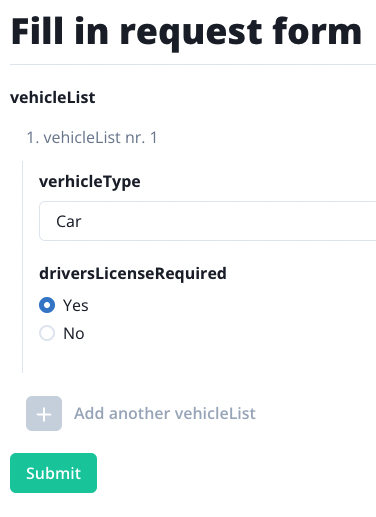 Fill in request form
vehicleList
1. vehicleList nr. 1
verhicleType
Car
driversLicenseRequired
Yes
No
+ Add another vehicleList
Submit